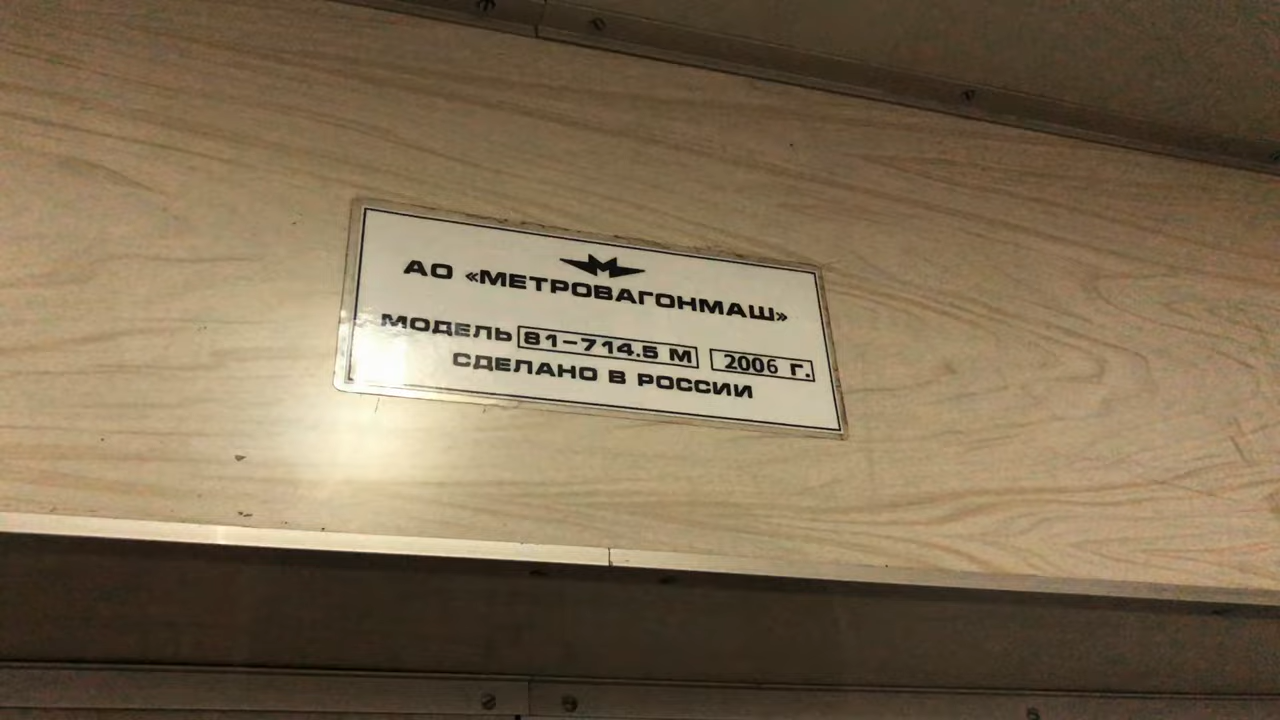 АО «МЕТРОВАГОНМАШ»
МОДЕЛЬ 81-714.5 М 2006 Г.
СДЕЛАНО В РОССИИ